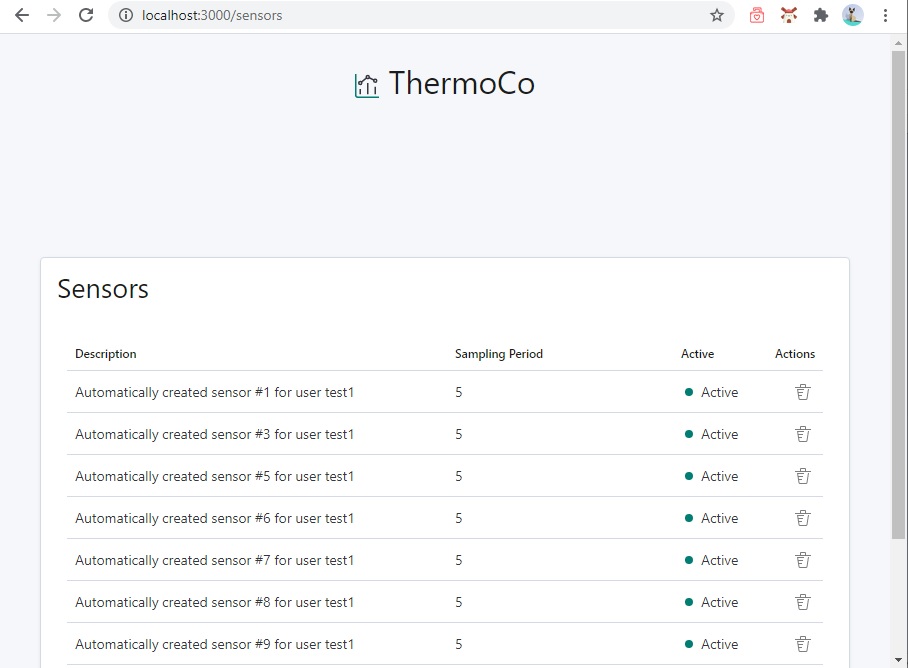 localhost:3000/sensors
ThermoCo
Sensors
Description Sampling Period Active Actions
Automatically created sensor #1 for user test1 5 Active
Automatically created sensor #3 for user test1 5 Active
Automatically created sensor #5 for user test1 5 Active
Automatically created sensor #6 for user test1 5 Active
Automatically created sensor #7 for user test1 5 Active
Automatically created sensor #8 for user test1 5 Active
Automatically created sensor #9 for user test1 5 Active